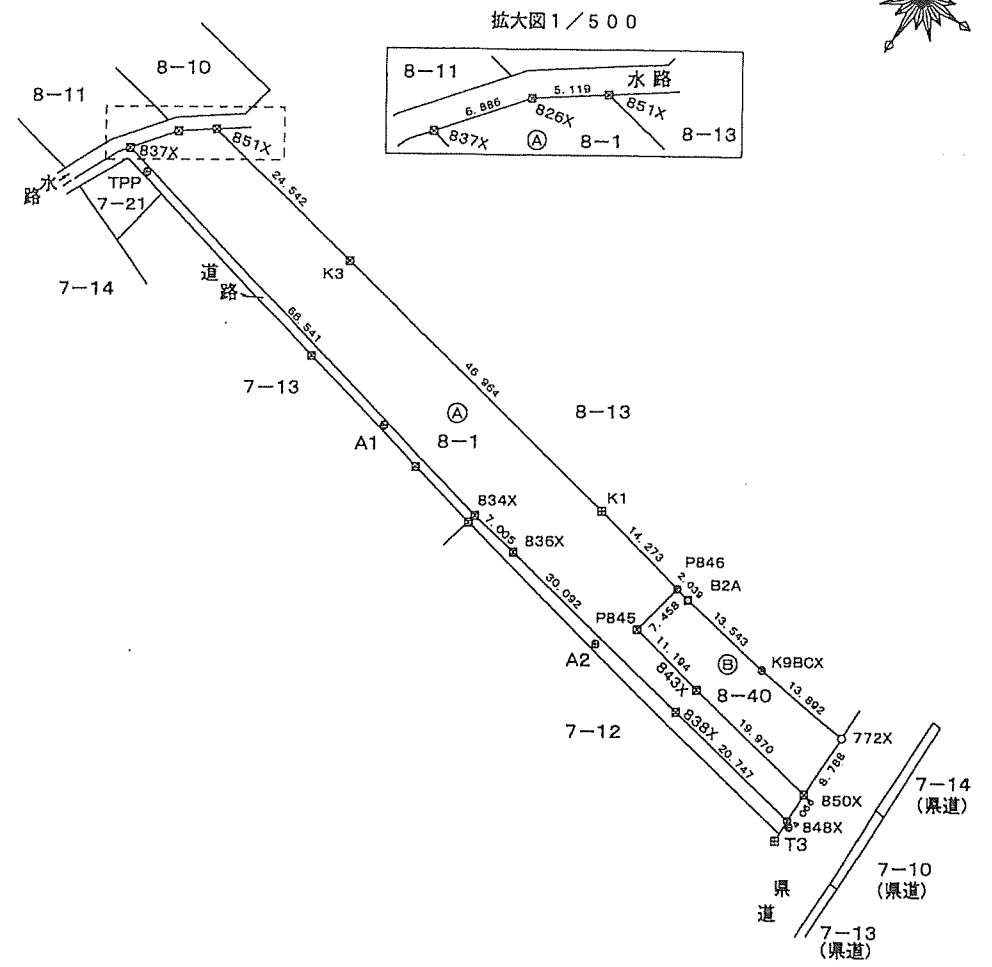 拡大図1／500
8-11
水路
5.119
6.886
826X
851X
837X
Ⓐ
8-1
8-13
8-10
8-11
851X
837X
水路
TPP
7-21
24.542
K3
道路
7-14
68.541
7-13
46.964
Ⓐ
8-13
A1
8-1
K1
834X
7.005
836X
14.273
P846
2.039
B2A
30.092
P845
7.458
13.543
11.194
A2
Ⓑ
K9BCX
843X
8-40
13.892
7-12
838X
19.970
20.747
772X
8.788
7-14
(県道)
850X
848X
T3
7-10
(県道)
県道
7-13
(県道)